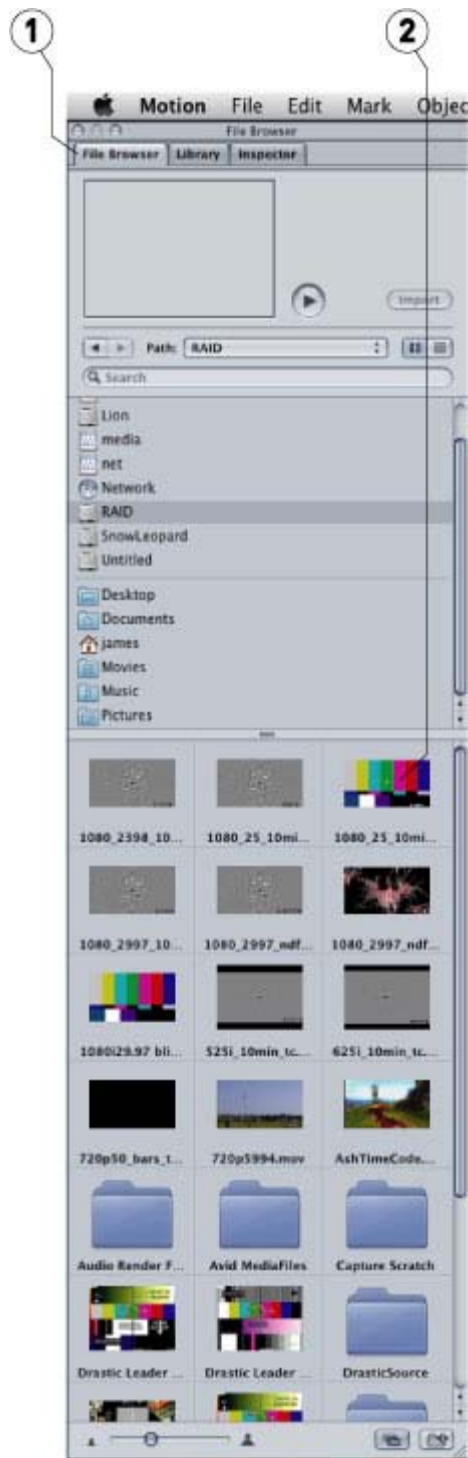 1 2
Motion File Edit Mark Objec
File Browser
File Browser Library Inspector
Import
Path: RAID
Search
Lion
media
net
Network
RAID
SnowLeopard
Untitled
Desktop
Documents
james
Movies
Music
Pictures
1080_2398_10... 1080_25_10mi... 1080_25_10mi...
1080_2997_10... 1080_2997_ndf... 1080_2997_ndf...
1080i29.97 bli... 525i_10min_tc.... 625i_10min_tc...
720p50_bars_t... 720p5994.mov AshTimeCode....
Audio Render F... Avid MediaFiles Capture Scratch
Drastic Leader ... Drastic Leader ... DrasticSource